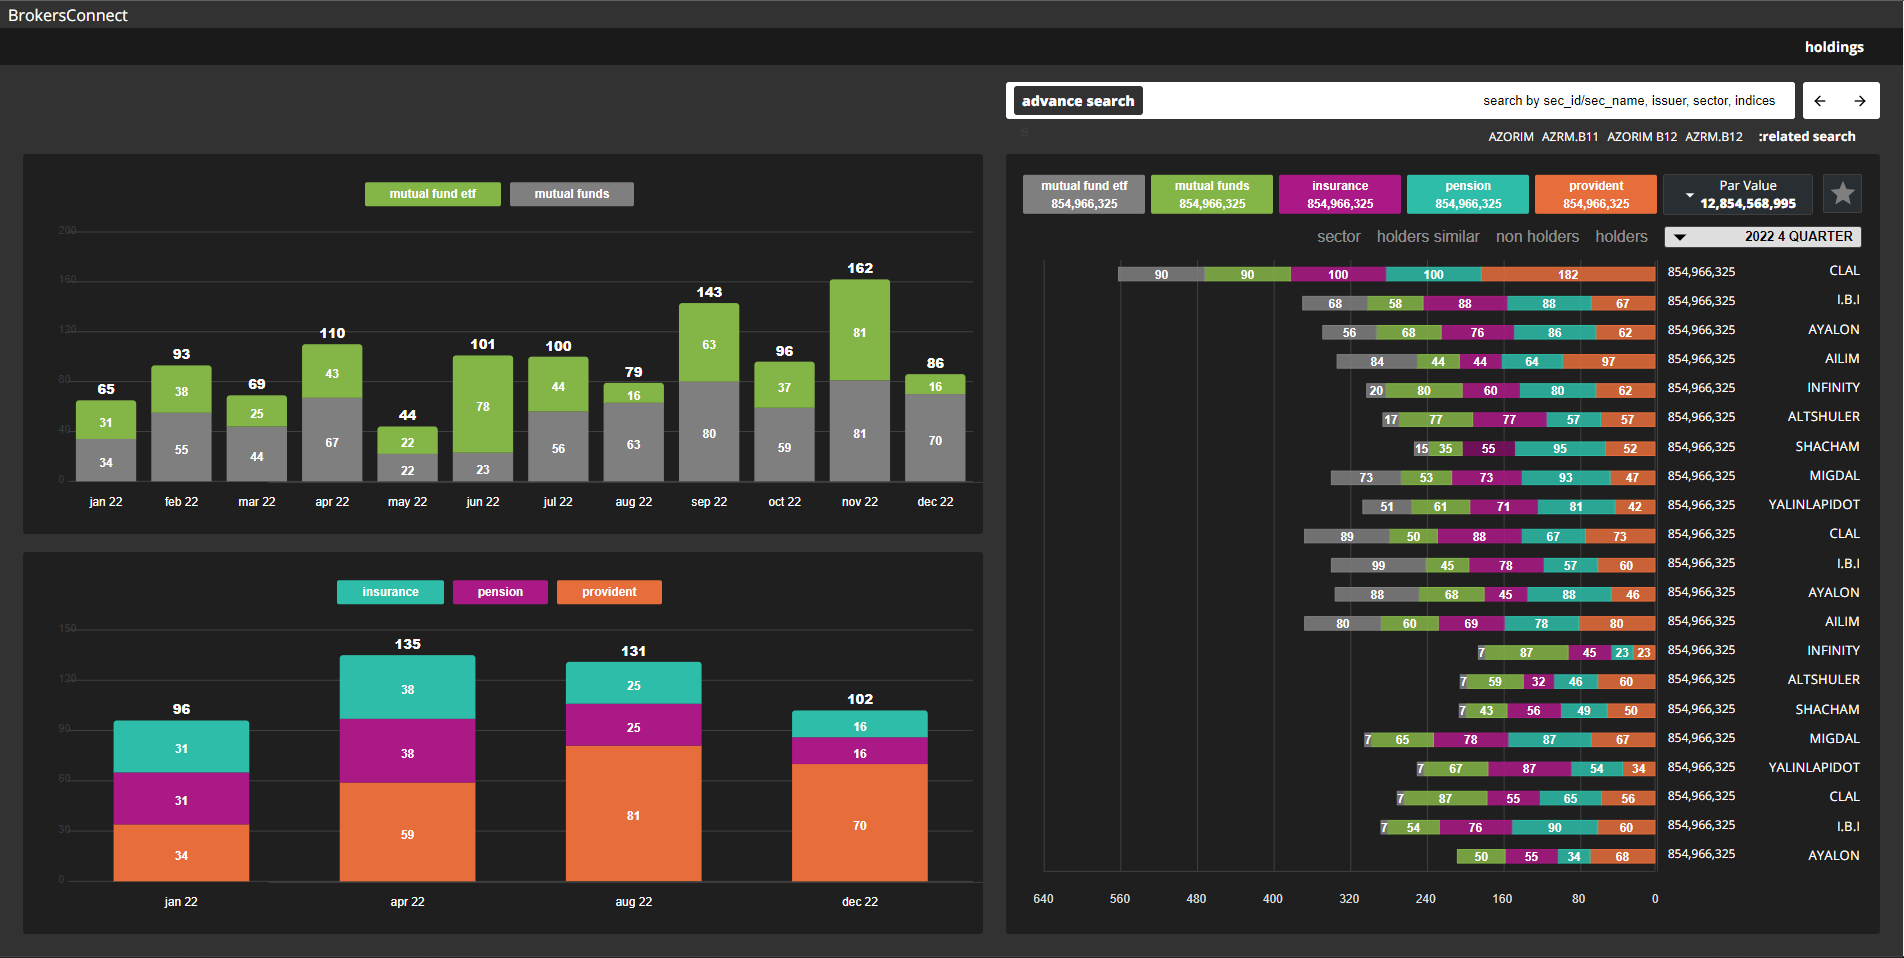 BrokersConnect
holdings
advance search
search by sec_id/sec_name, issuer, sector, indices
← →
AZORIM AZRM.B11 AZORIM B12 AZRM.B12 :related search
mutual fund etf mutual funds
200
160
120
80
40
0
65 93 69 110 44 101 100 79 143 96 162 86
31 38 25 43 22 78 44 16 63 37 81 16
34 55 44 67 22 23 56 63 80 59 81 70
jan 22 feb 22 mar 22 apr 22 may 22 jun 22 jul 22 aug 22 sep 22 oct 22 nov 22 dec 22
insurance pension provident
150
120
90
60
30
0
96 135 131 102
31 38 25 16
31 38 25 16
34 59 81 70
jan 22 apr 22 aug 22 dec 22
mutual fund etf mutual funds insurance pension provident Par Value
854,966,325 854,966,325 854,966,325 854,966,325 854,966,325 12,854,568,995
sector holders similar non holders holders 2022 4 QUARTER
90 90 100 100 182 854,966,325 CLAL
68 58 88 88 67 854,966,325 I.B.I
56 68 76 86 62 854,966,325 AYALON
84 44 44 64 97 854,966,325 AILIM
20 80 60 80 62 854,966,325 INFINITY
17 77 77 57 57 854,966,325 ALTSHULER
15 35 55 95 52 854,966,325 SHACHAM
73 53 73 93 47 854,966,325 MIGDAL
51 61 71 81 42 854,966,325 YALINLAPIDOT
89 50 88 67 73 854,966,325 CLAL
99 45 78 57 60 854,966,325 I.B.I
88 68 45 88 46 854,966,325 AYALON
80 60 69 78 80 854,966,325 AILIM
7 87 45 23 23 854,966,325 INFINITY
7 59 32 46 60 854,966,325 ALTSHULER
7 43 56 49 50 854,966,325 SHACHAM
7 65 78 87 67 854,966,325 MIGDAL
7 67 87 54 34 854,966,325 YALINLAPIDOT
7 87 55 65 56 854,966,325 CLAL
7 54 76 90 60 854,966,325 I.B.I
50 55 34 68 854,966,325 AYALON
640 560 480 400 320 240 160 80 0